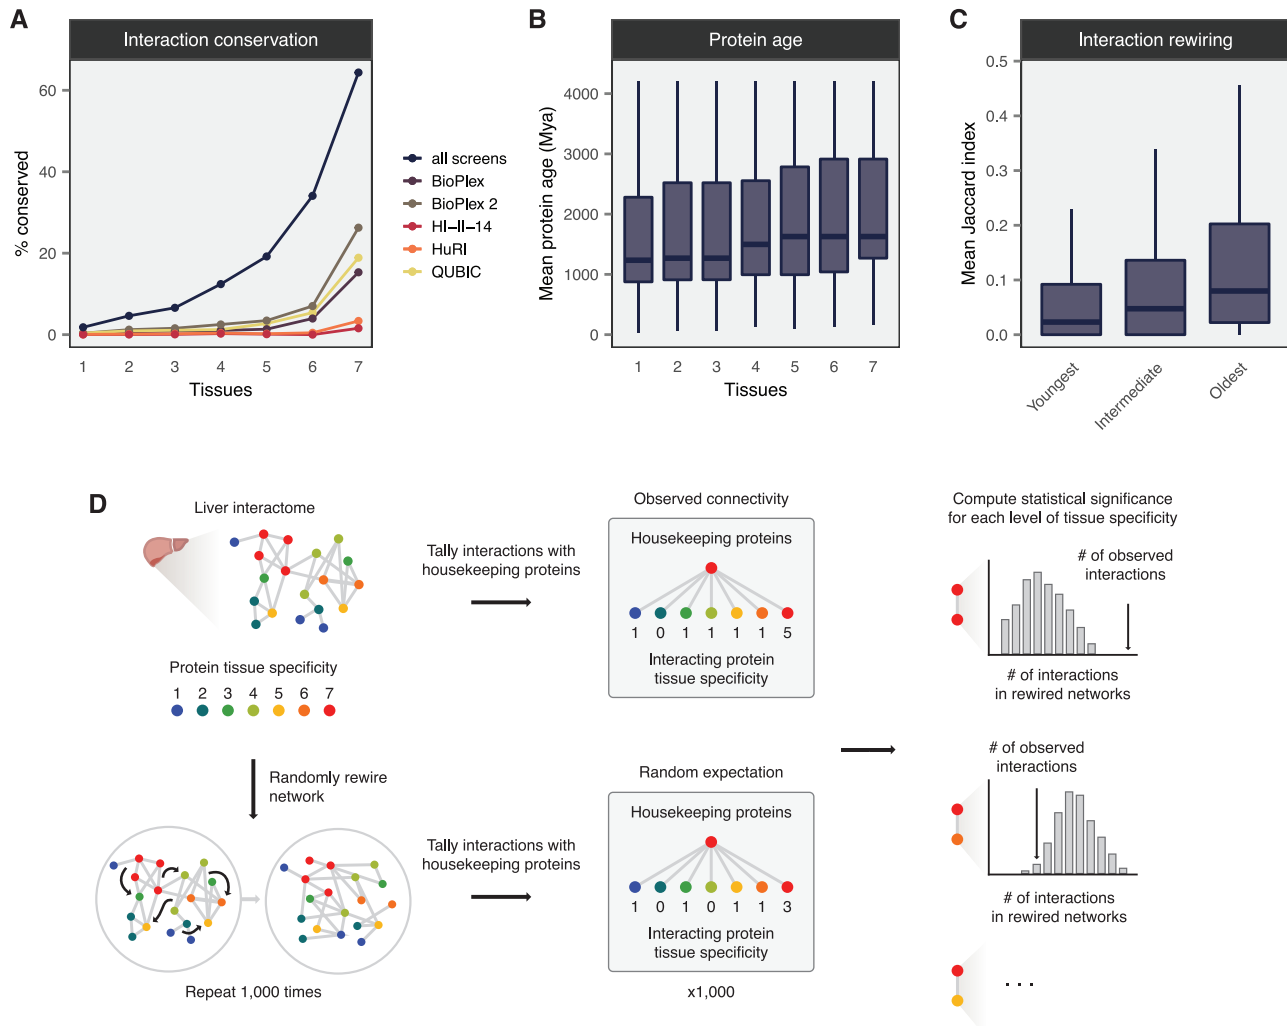 A
Interaction conservation
% conserved
60
40
20
0
1 2 3 4 5 6 7
Tissues
all screens
BioPlex
BioPlex 2
HI-II-14
HuRI
QUBIC
B
Protein age
Mean protein age (Mya)
4000
3000
2000
1000
0
1 2 3 4 5 6 7
Tissues
C
Interaction rewiring
Mean Jaccard index
0.5
0.4
0.3
0.2
0.1
0.0
Youngest
Intermediate
Oldest
D
Liver interactome
Protein tissue specificity
1 2 3 4 5 6 7
Tally interactions with
housekeeping proteins
Observed connectivity
Housekeeping proteins
1 0 1 1 1 1 5
Interacting protein
tissue specificity
Compute statistical significance
for each level of tissue specificity
# of observed
interactions
# of interactions
in rewired networks
Randomly rewire
network
Repeat 1,000 times
Tally interactions with
housekeeping proteins
Random expectation
Housekeeping proteins
1 0 1 0 1 1 3
Interacting protein
tissue specificity
x1,000
# of observed
interactions
# of interactions
in rewired networks
. . .